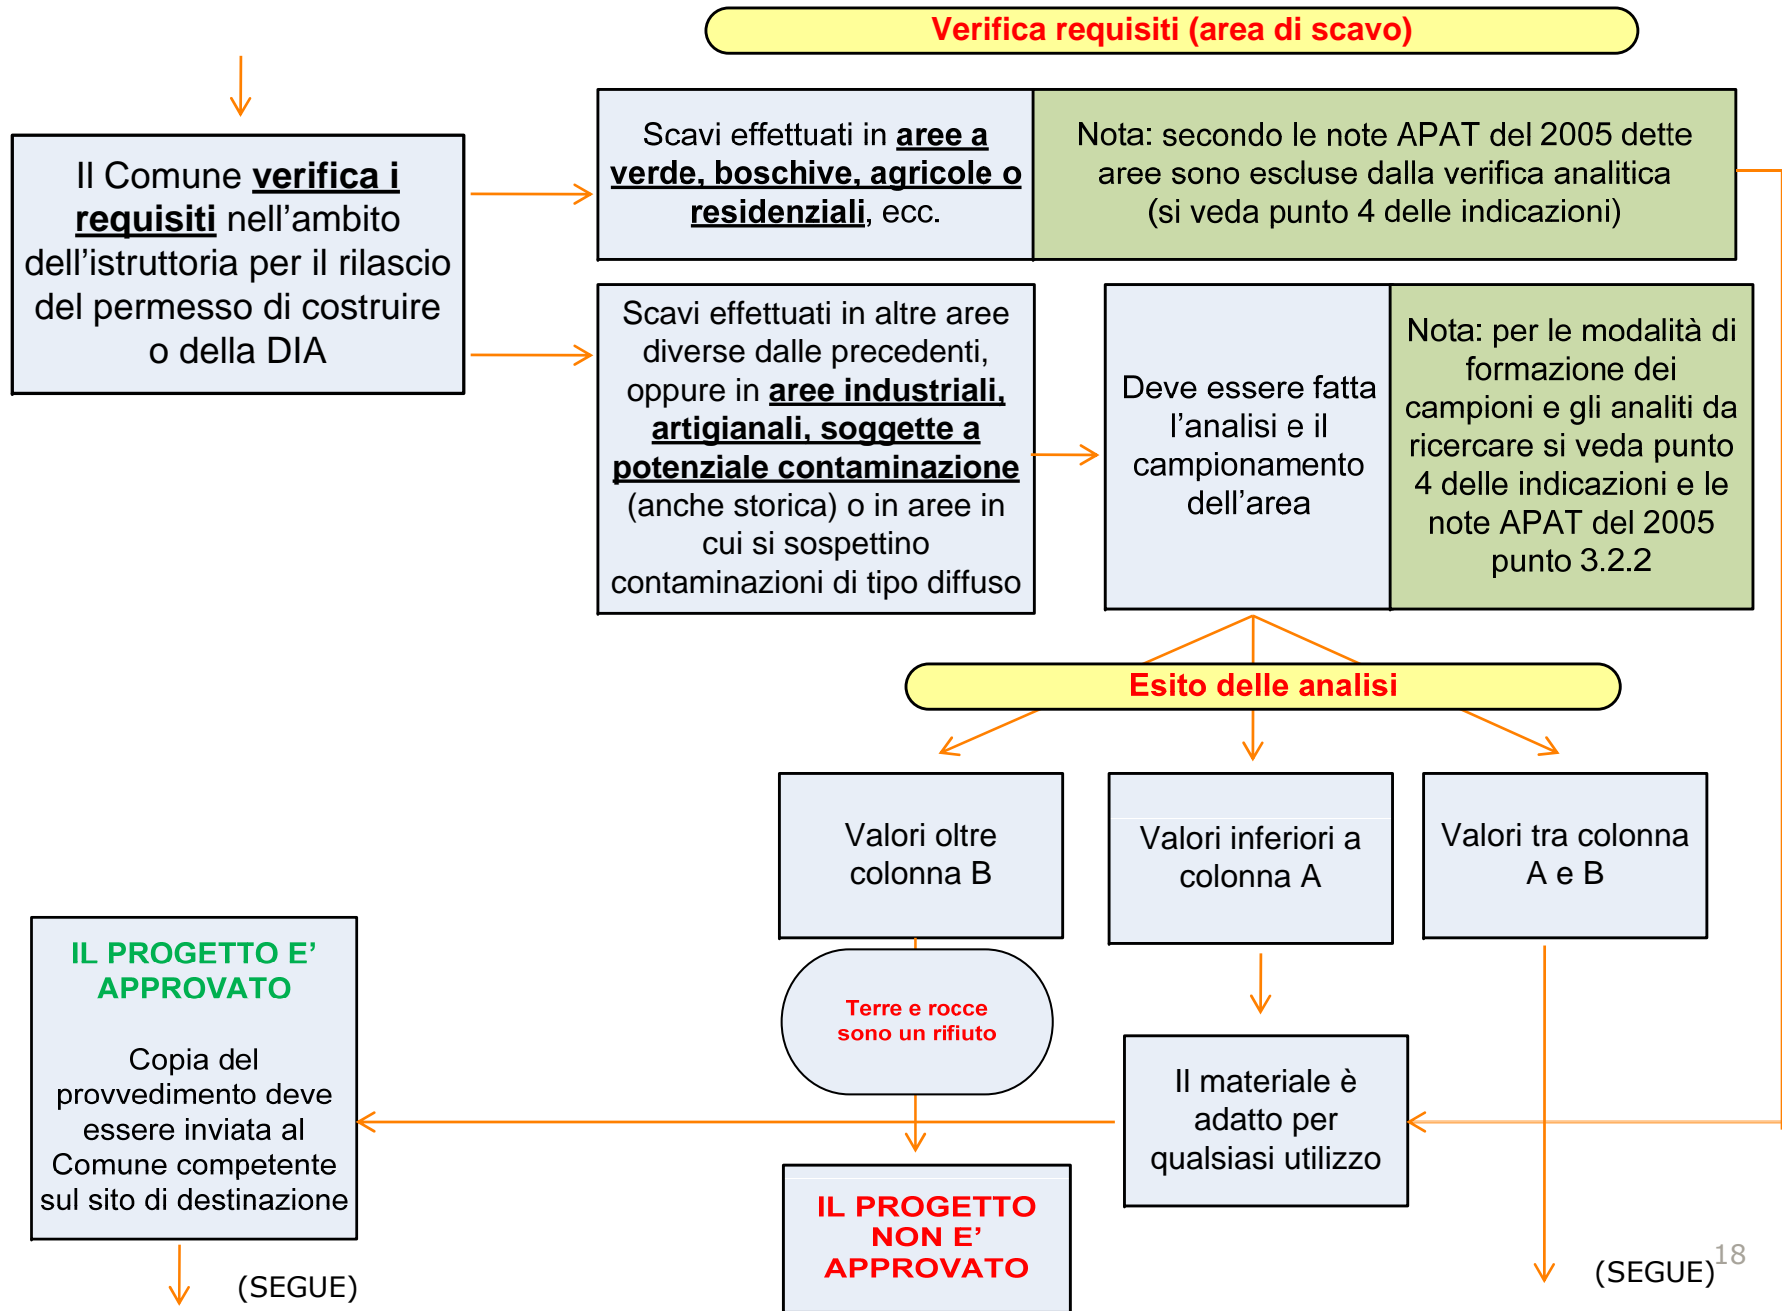 Verifica requisiti (area di scavo)
Il Comune verifica i
requisiti nell’ambito
dell’istruttoria per il rilascio
del permesso di costruire
o della DIA
Scavi effettuati in aree a
verde, boschive, agricole o
residenziali, ecc.
Nota: secondo le note APAT del 2005 dette
aree sono escluse dalla verifica analitica
(si veda punto 4 delle indicazioni)
Scavi effettuati in altre aree
diverse dalle precedenti,
oppure in aree industriali,
artigianali, soggette a
potenziale contaminazione
(anche storica) o in aree in
cui si sospettino
contaminazioni di tipo diffuso
Deve essere fatta
l’analisi e il
campionamento
dell’area
Nota: per le modalità di
formazione dei
campioni e gli analiti da
ricercare si veda punto
4 delle indicazioni e le
note APAT del 2005
punto 3.2.2
Esito delle analisi
Valori oltre
colonna B
Valori inferiori a
colonna A
Valori tra colonna
A e B
Terre e rocce
sono un rifiuto
Il materiale è
adatto per
qualsiasi utilizzo
IL PROGETTO E’
APPROVATO
Copia del
provvedimento deve
essere inviata al
Comune competente
sul sito di destinazione
IL PROGETTO
NON E’
APPROVATO
(SEGUE)
(SEGUE)
18